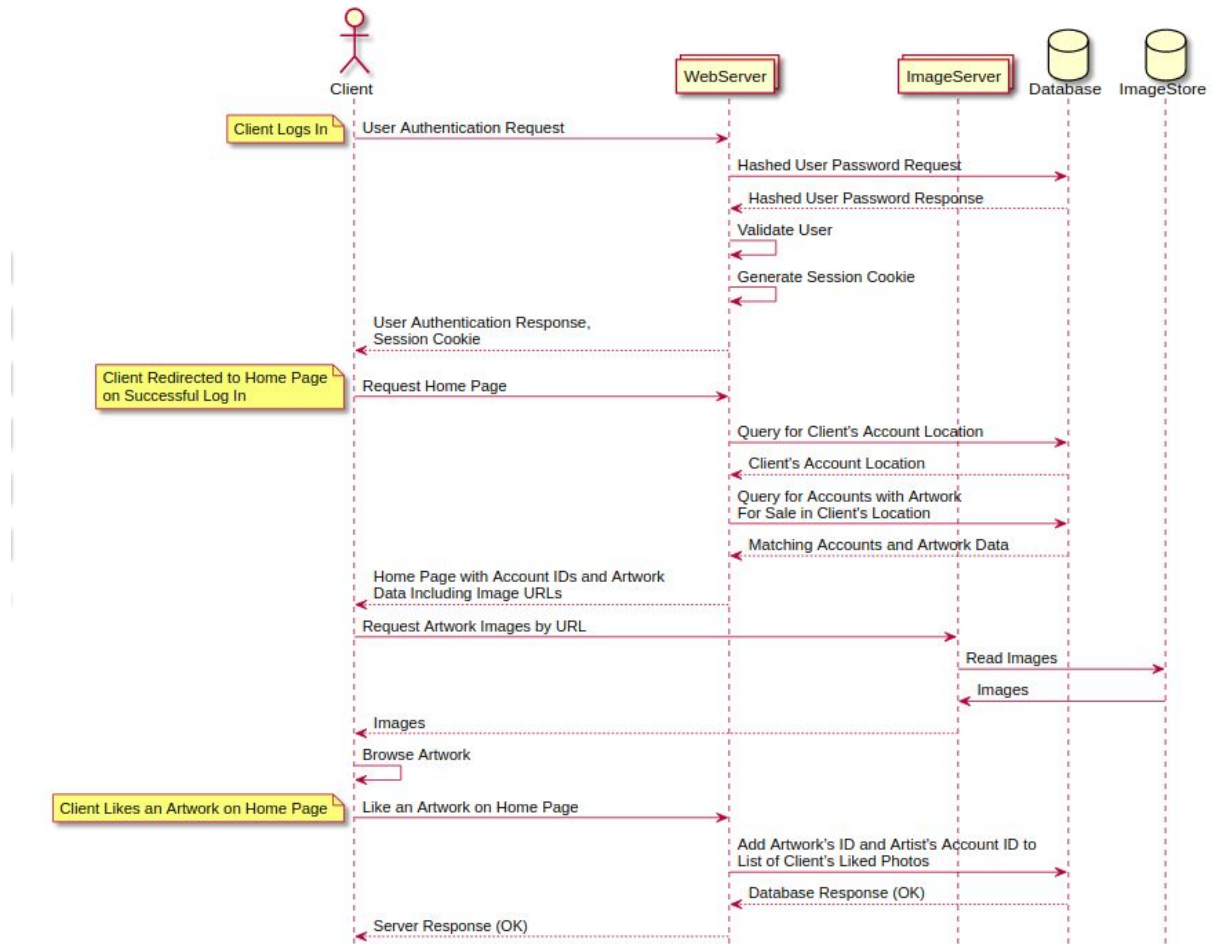 Client
WebServer
ImageServer
Database
ImageStore
Client Logs In
User Authentication Request
Hashed User Password Request
Hashed User Password Response
Validate User
Generate Session Cookie
User Authentication Response,
Session Cookie
Client Redirected to Home Page
on Successful Log In
Request Home Page
Query for Client's Account Location
Client's Account Location
Query for Accounts with Artwork
For Sale in Client's Location
Matching Accounts and Artwork Data
Home Page with Account IDs and Artwork
Data Including Image URLs
Request Artwork Images by URL
Read Images
Images
Images
Browse Artwork
Client Likes an Artwork on Home Page
Like an Artwork on Home Page
Add Artwork's ID and Artist's Account ID to
List of Client's Liked Photos
Database Response (OK)
Server Response (OK)